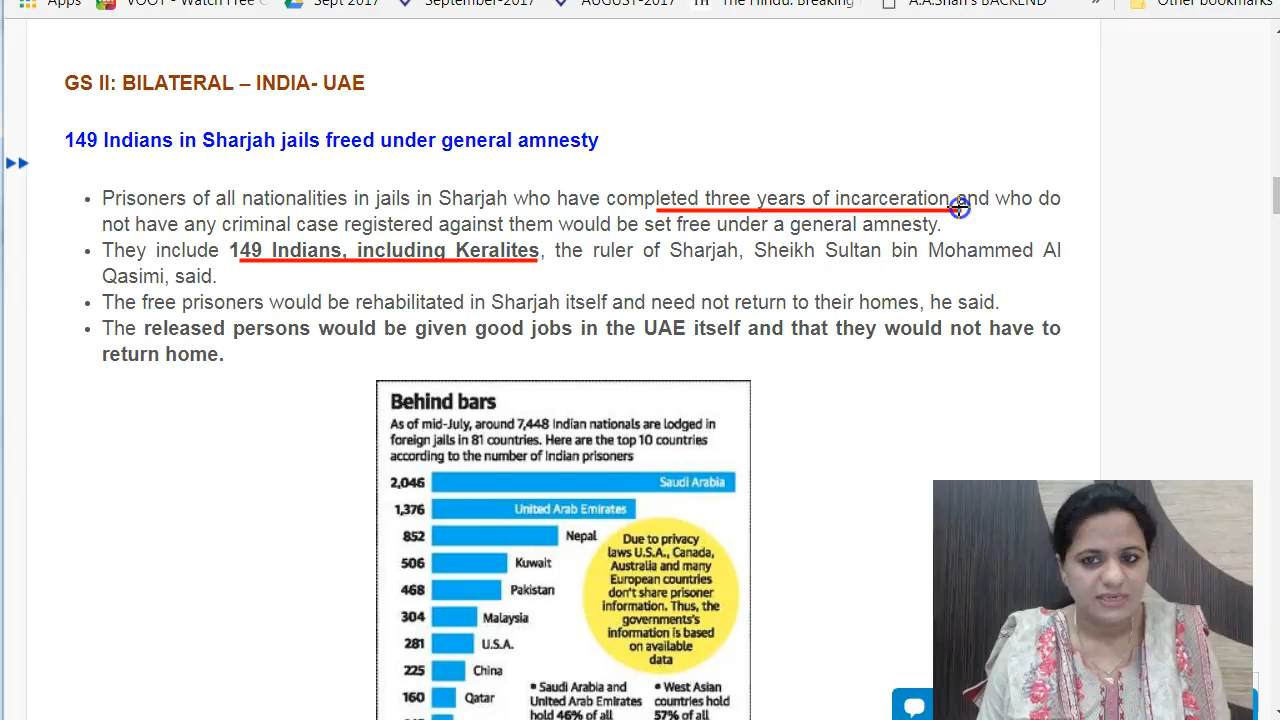 Apps VOOT - Watch Free Sept 2017 September-2017 AUGUST-2017 TH The Hindu: Breaking A.A.Shah's BACKEND » Other bookmarks
GS II: BILATERAL – INDIA- UAE
149 Indians in Sharjah jails freed under general amnesty
• Prisoners of all nationalities in jails in Sharjah who have completed three years of incarceration and who do
not have any criminal case registered against them would be set free under a general amnesty.
• They include 149 Indians, including Keralites, the ruler of Sharjah, Sheikh Sultan bin Mohammed Al
Qasimi, said.
• The free prisoners would be rehabilitated in Sharjah itself and need not return to their homes, he said.
• The released persons would be given good jobs in the UAE itself and that they would not have to
return home.
Behind bars
As of mid-July, around 7,448 Indian nationals are lodged in
foreign jails in 81 countries. Here are the top 10 countries
according to the number of Indian prisoners
2,046 Saudi Arabia
1,376 United Arab Emirates
852 Nepal
506 Kuwait
468 Pakistan
304 Malaysia
281 U.S.A.
225 China
160 Qatar
Due to privacy
laws U.S.A., Canada,
Australia and many
European countries
don't share prisoner
information. Thus, the
governments's
information is based
on available
data
• Saudi Arabia and
United Arab Emirates
hold 46% of all
• West Asian
countries hold
57% of all